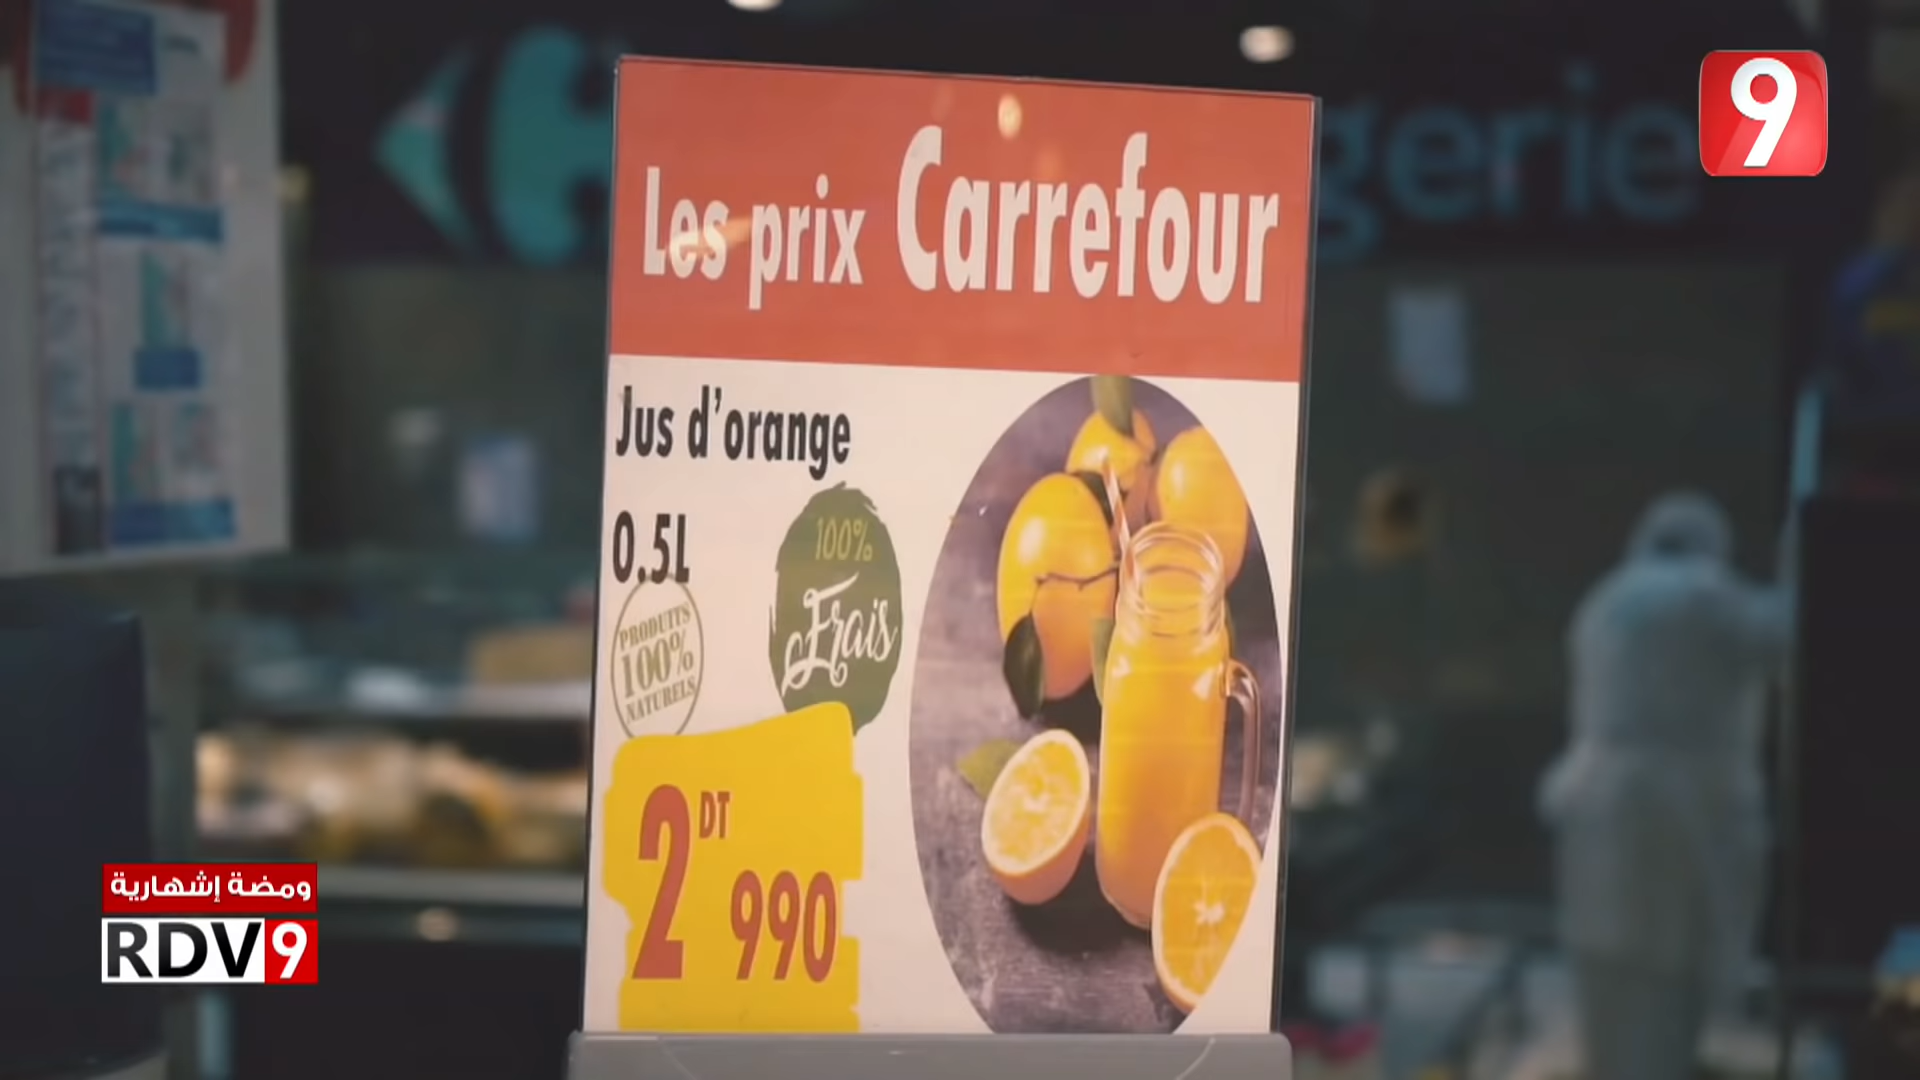 9
gerie
Les prix Carrefour
Jus d'orange
0.5L
100%
Frais
PRODUITS
100%
NATURELS
2 DT 990
ومضة إشهارية
RDV9